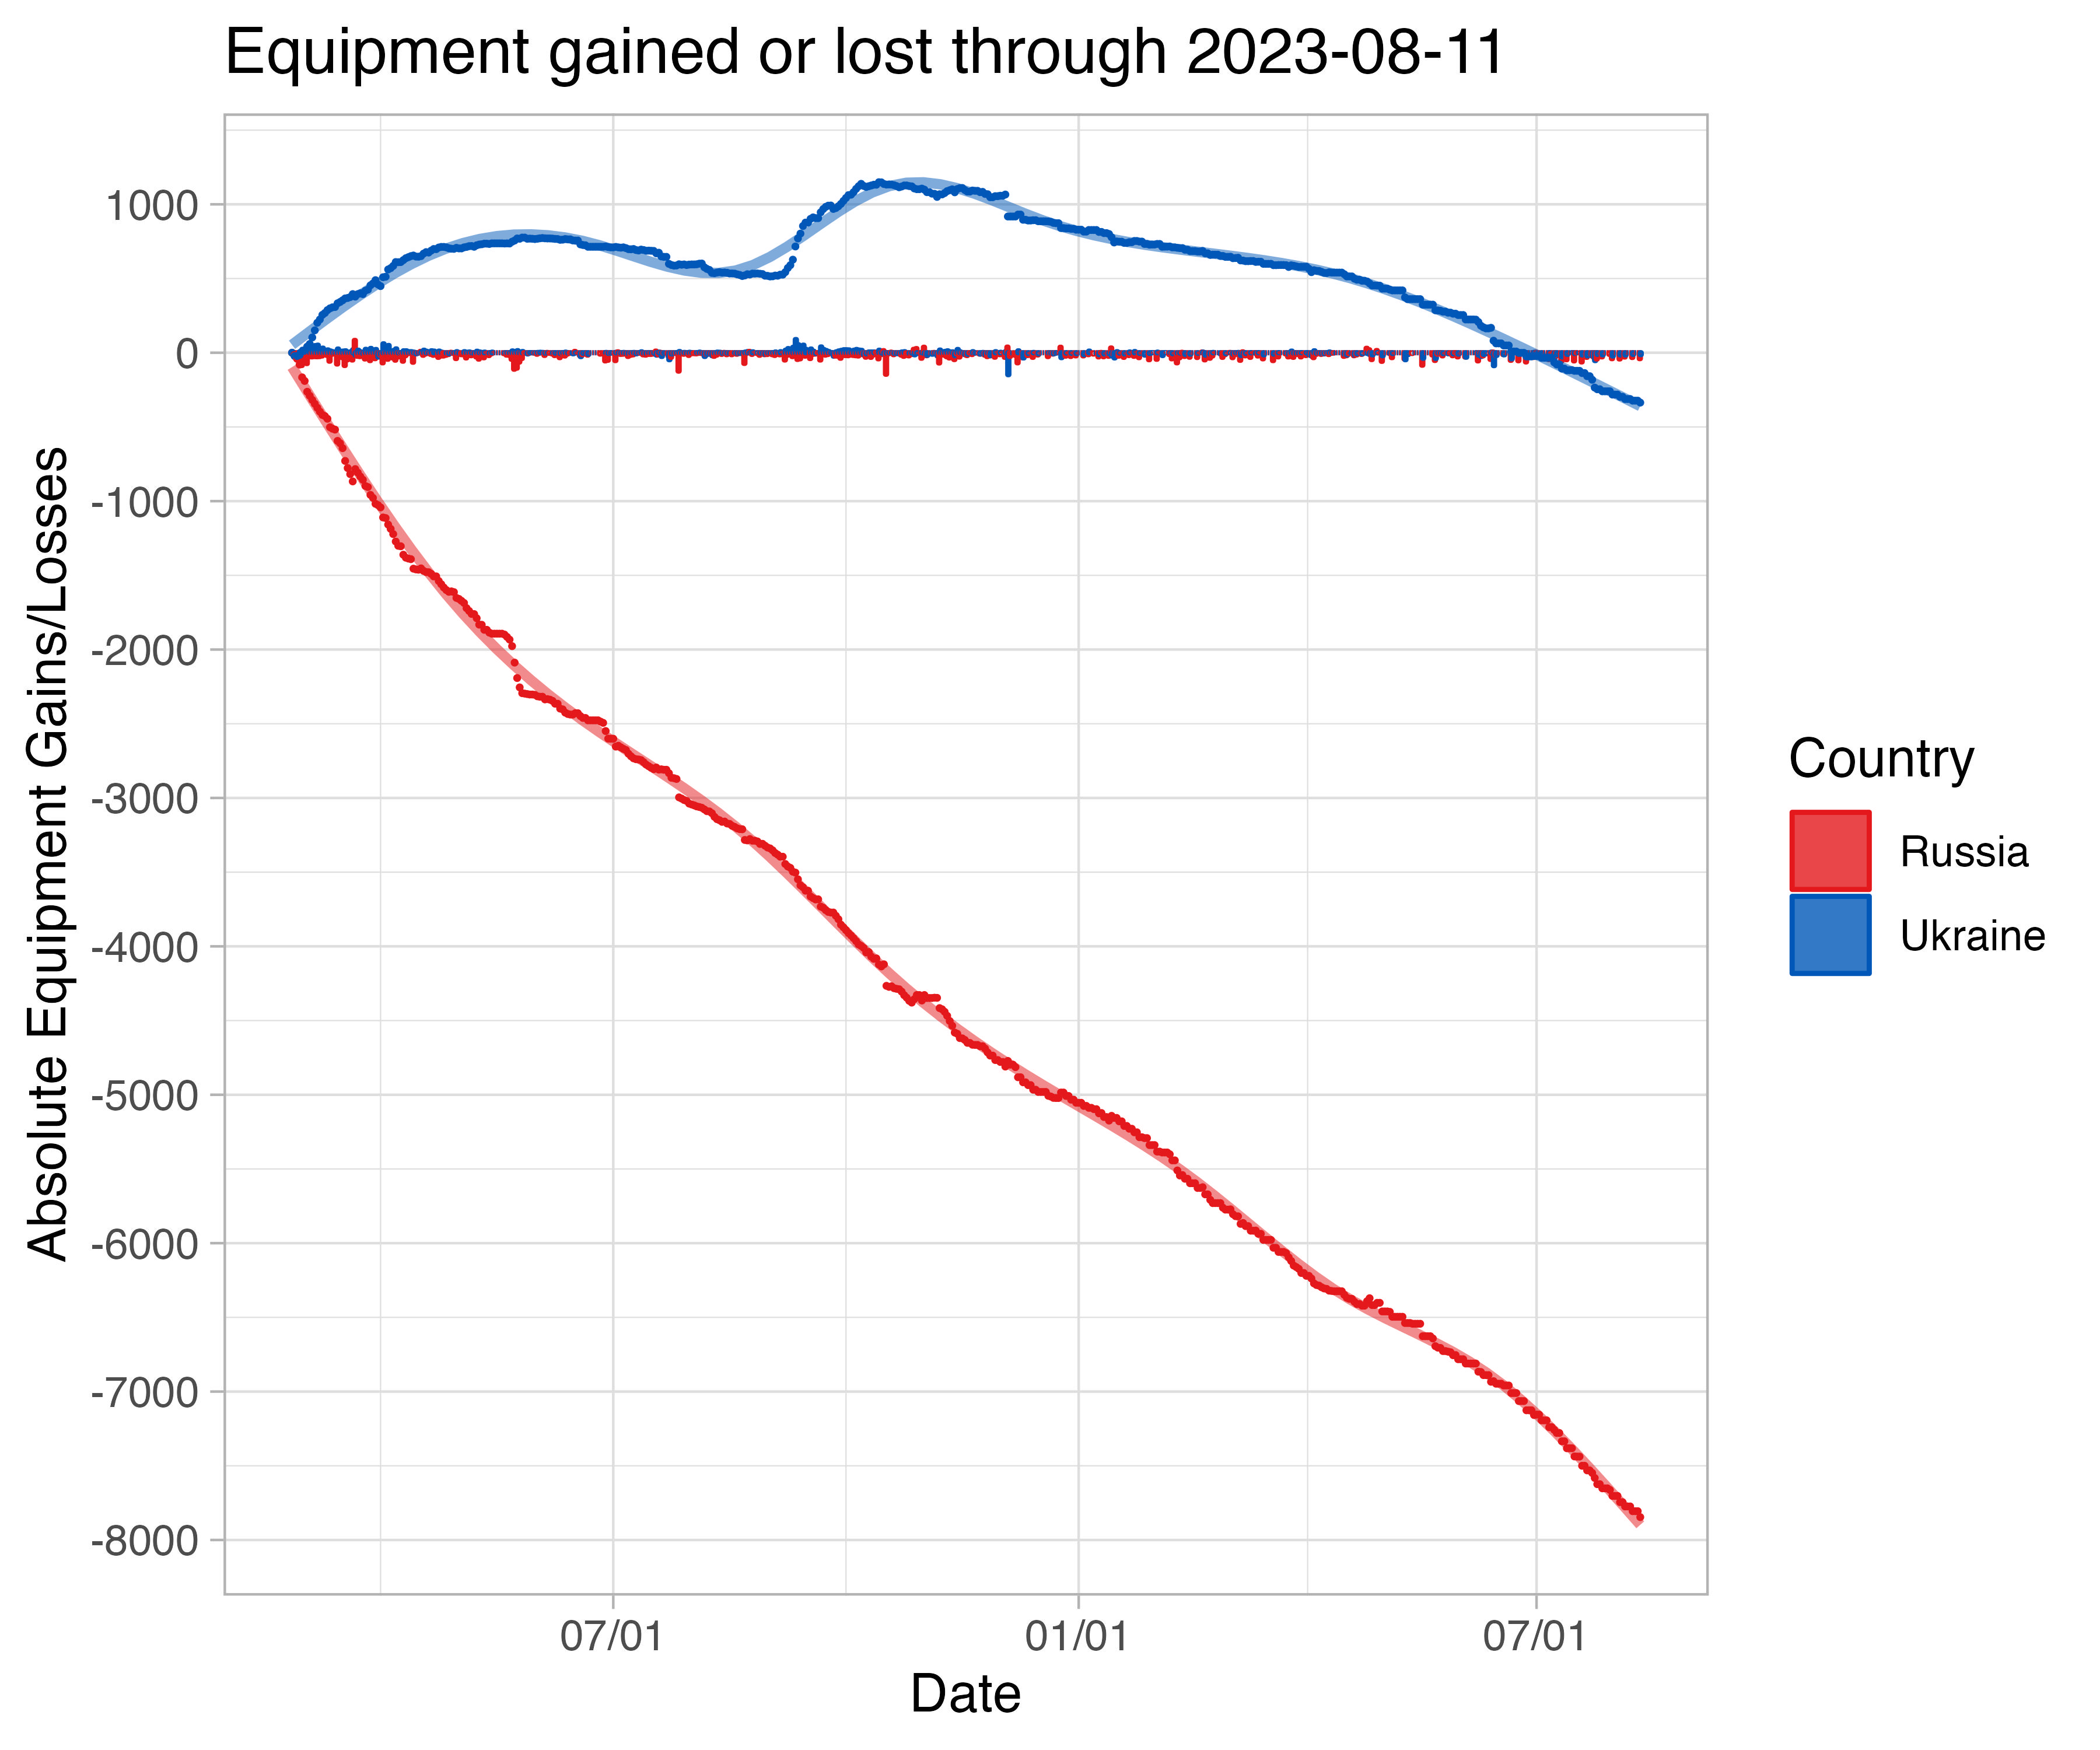 Equipment gained or lost through 2023-08-11
Absolute Equipment Gains/Losses
1000
0
-1000
-2000
-3000
-4000
-5000
-6000
-7000
-8000
07/01
01/01
07/01
Date
Country
Russia
Ukraine